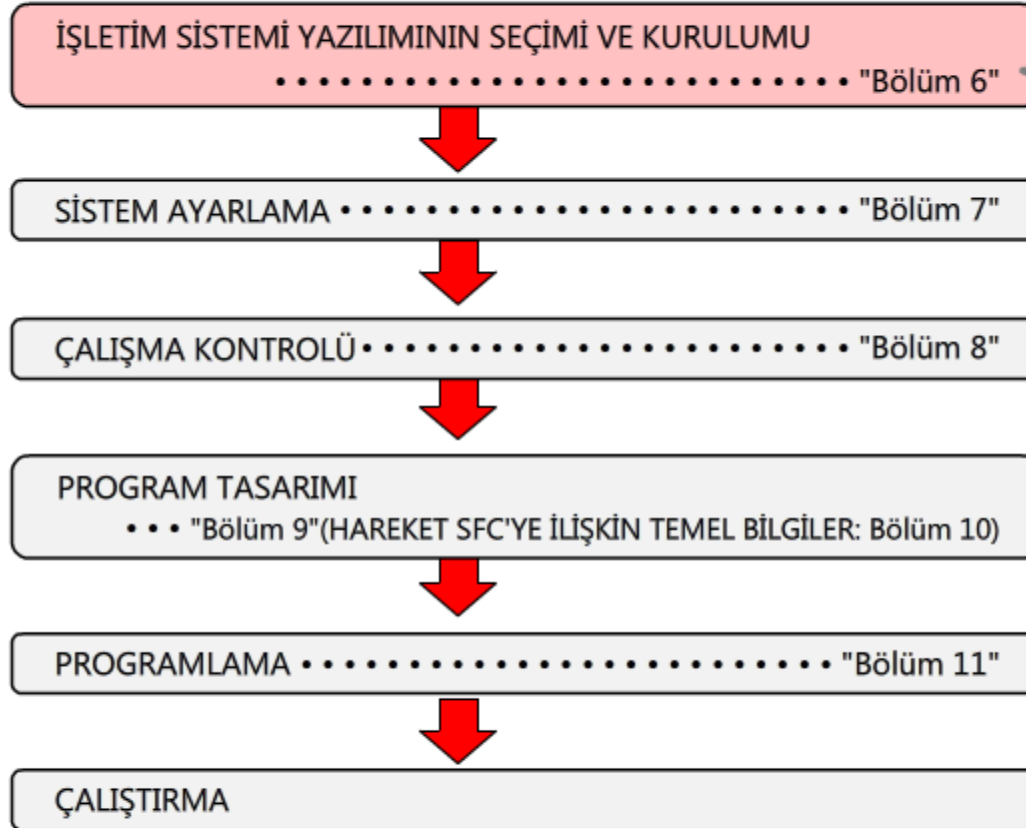 İŞLETİM SİSTEMİ YAZILIMININ SEÇİMİ VE KURULUMU
• • • • • • • • • • • • • • • • • • • • • • • • • • • • "Bölüm 6"
SİSTEM AYARLAMA • • • • • • • • • • • • • • • • • • • • • • • • "Bölüm 7"
ÇALIŞMA KONTROLÜ • • • • • • • • • • • • • • • • • • • • • • • "Bölüm 8"
PROGRAM TASARIMI
• • • "Bölüm 9"(HAREKET SFC'YE İLİŞKİN TEMEL BİLGİLER: Bölüm 10)
PROGRAMLAMA • • • • • • • • • • • • • • • • • • • • • • • • • • "Bölüm 11"
ÇALIŞTIRMA